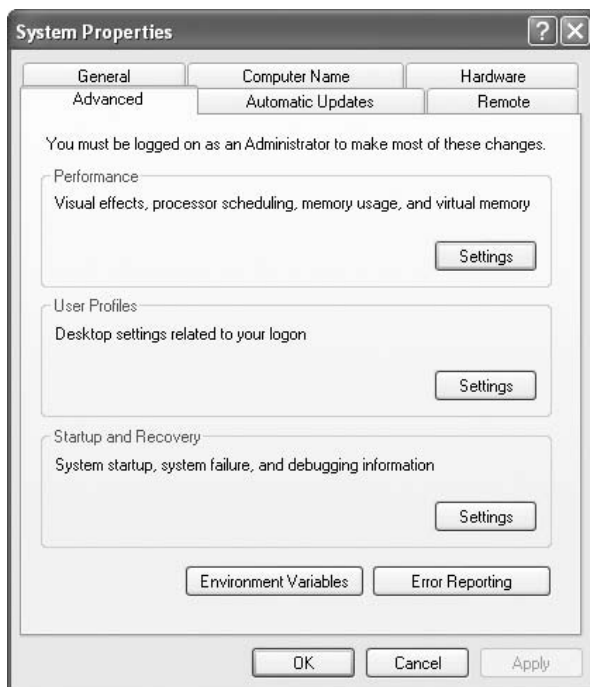 System Properties
General Computer Name Hardware
Advanced Automatic Updates Remote
You must be logged on as an Administrator to make most of these changes.
Performance
Visual effects, processor scheduling, memory usage, and virtual memory
Settings
User Profiles
Desktop settings related to your logon
Settings
Startup and Recovery
System startup, system failure, and debugging information
Settings
Environment Variables Error Reporting
OK Cancel Apply